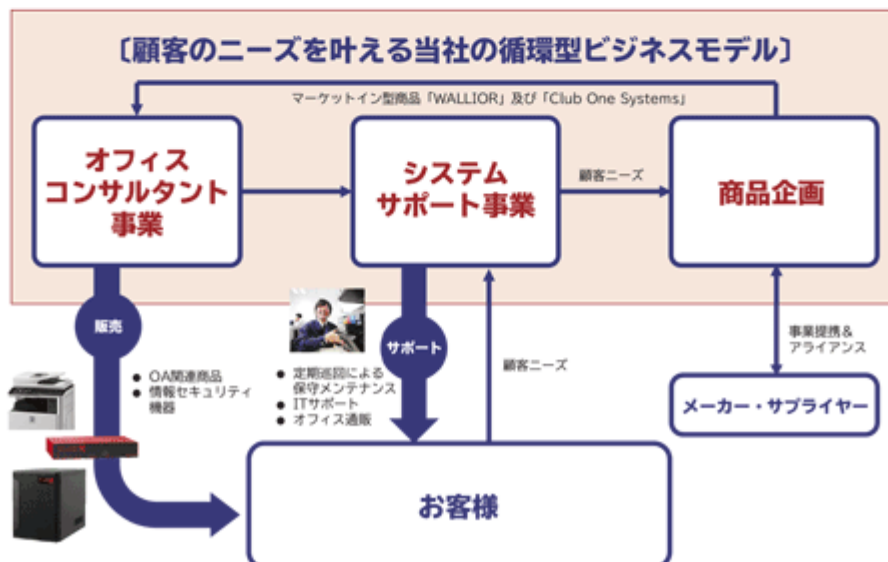 〔顧客のニーズを叶える当社の循環型ビジネスモデル〕
マーケットイン型商品「WALLIOR」及び「Club One Systems」
オフィス
コンサルタント
事業
システム
サポート事業
顧客ニーズ
商品企画
販売
● OA関連商品
● 情報セキュリティ
機器
サポート
● 定期巡回による
保守メンテナンス
● ITサポート
● オフィス通販
顧客ニーズ
事業提携＆
アライアンス
メーカー・サプライヤー
お客様